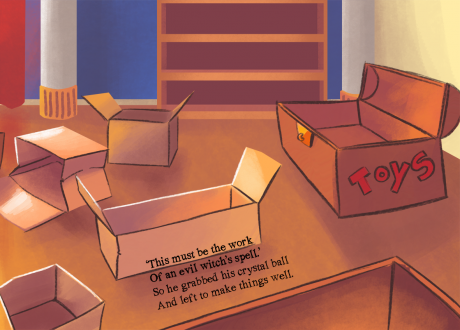 TOYS
'This must be the work
Of an evil witch's spell.'
So he grabbed his crystal ball
And left to make things well.